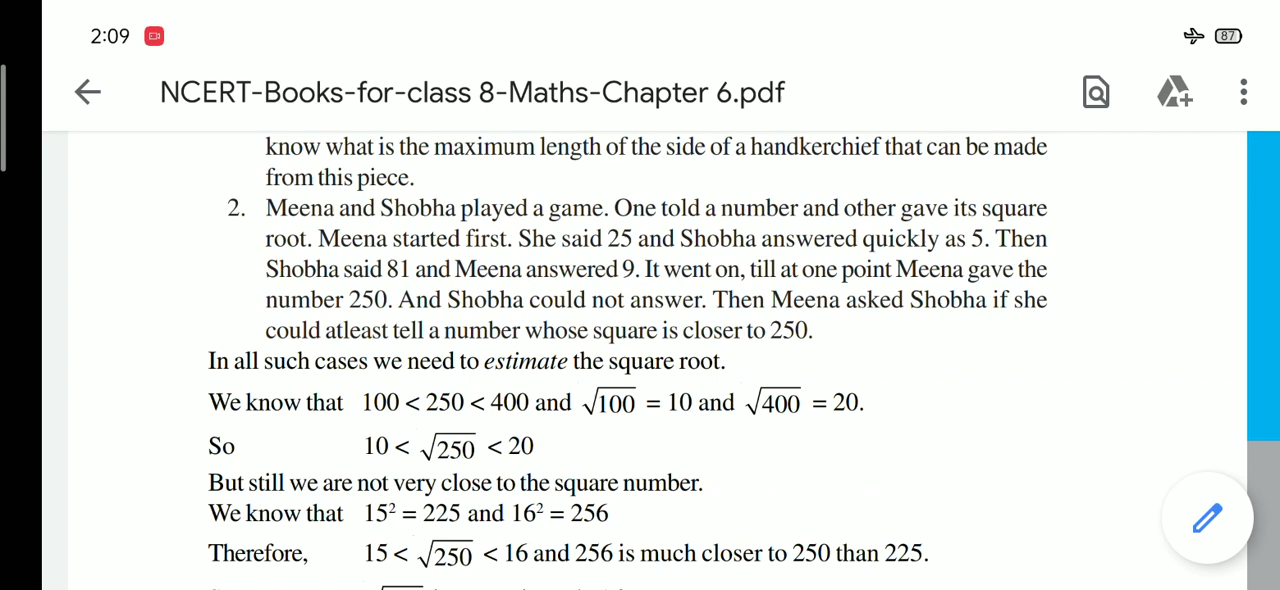 2:09
87
NCERT-Books-for-class 8-Maths-Chapter 6.pdf
know what is the maximum length of the side of a handkerchief that can be made
from this piece.
2. Meena and Shobha played a game. One told a number and other gave its square
root. Meena started first. She said 25 and Shobha answered quickly as 5. Then
Shobha said 81 and Meena answered 9. It went on, till at one point Meena gave the
number 250. And Shobha could not answer. Then Meena asked Shobha if she
could atleast tell a number whose square is closer to 250.
In all such cases we need to estimate the square root.
We know that 100 < 250 < 400 and √100 = 10 and √400 = 20.
So 10 < √250 < 20
But still we are not very close to the square number.
We know that 15² = 225 and 16² = 256
Therefore, 15 < √250 < 16 and 256 is much closer to 250 than 225.